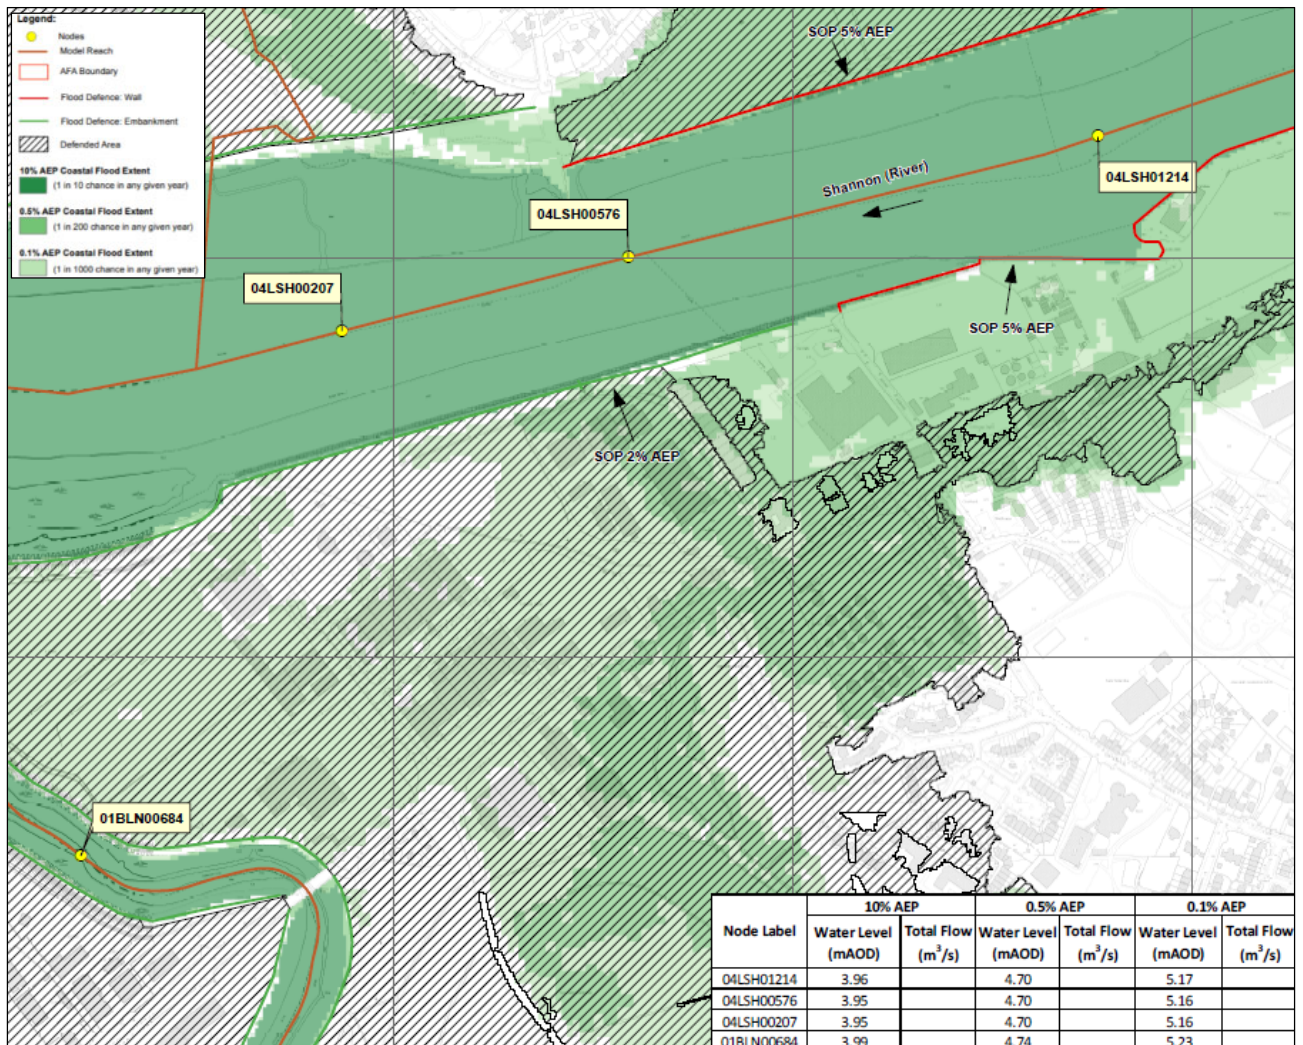 Legend:
Nodes
Model Reach
AFA Boundary
Flood Defence: Wall
Flood Defence: Embankment
Defended Area
10% AEP Coastal Flood Extent
(1 in 10 chance in any given year)
0.5% AEP Coastal Flood Extent
(1 in 200 chance in any given year)
0.1% AEP Coastal Flood Extent
(1 in 1000 chance in any given year)
SOP 5% AEP
04LSH01214
Shannon (River)
04LSH00576
04LSH00207
SOP 5% AEP
SOP 2% AEP
01BLN00684
Node Label 10% AEP 0.5% AEP 0.1% AEP
Water Level Total Flow Water Level Total Flow Water Level Total Flow
(mAOD) (m³/s) (mAOD) (m³/s) (mAOD) (m³/s)
04LSH01214 3.96 4.70 5.17
04LSH00576 3.95 4.70 5.16
04LSH00207 3.95 4.70 5.16
01BLN00684 3.99 4.74 5.23